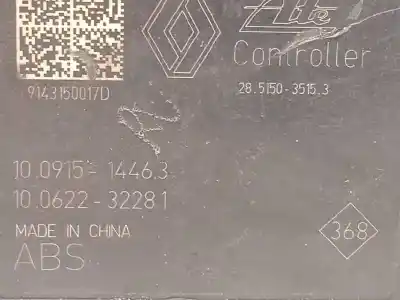 Ate
Controller
9143150017D
28.5150-3515.3
10.0915-1446.3
10.0622-3228.1
MADE IN CHINA
368
ABS